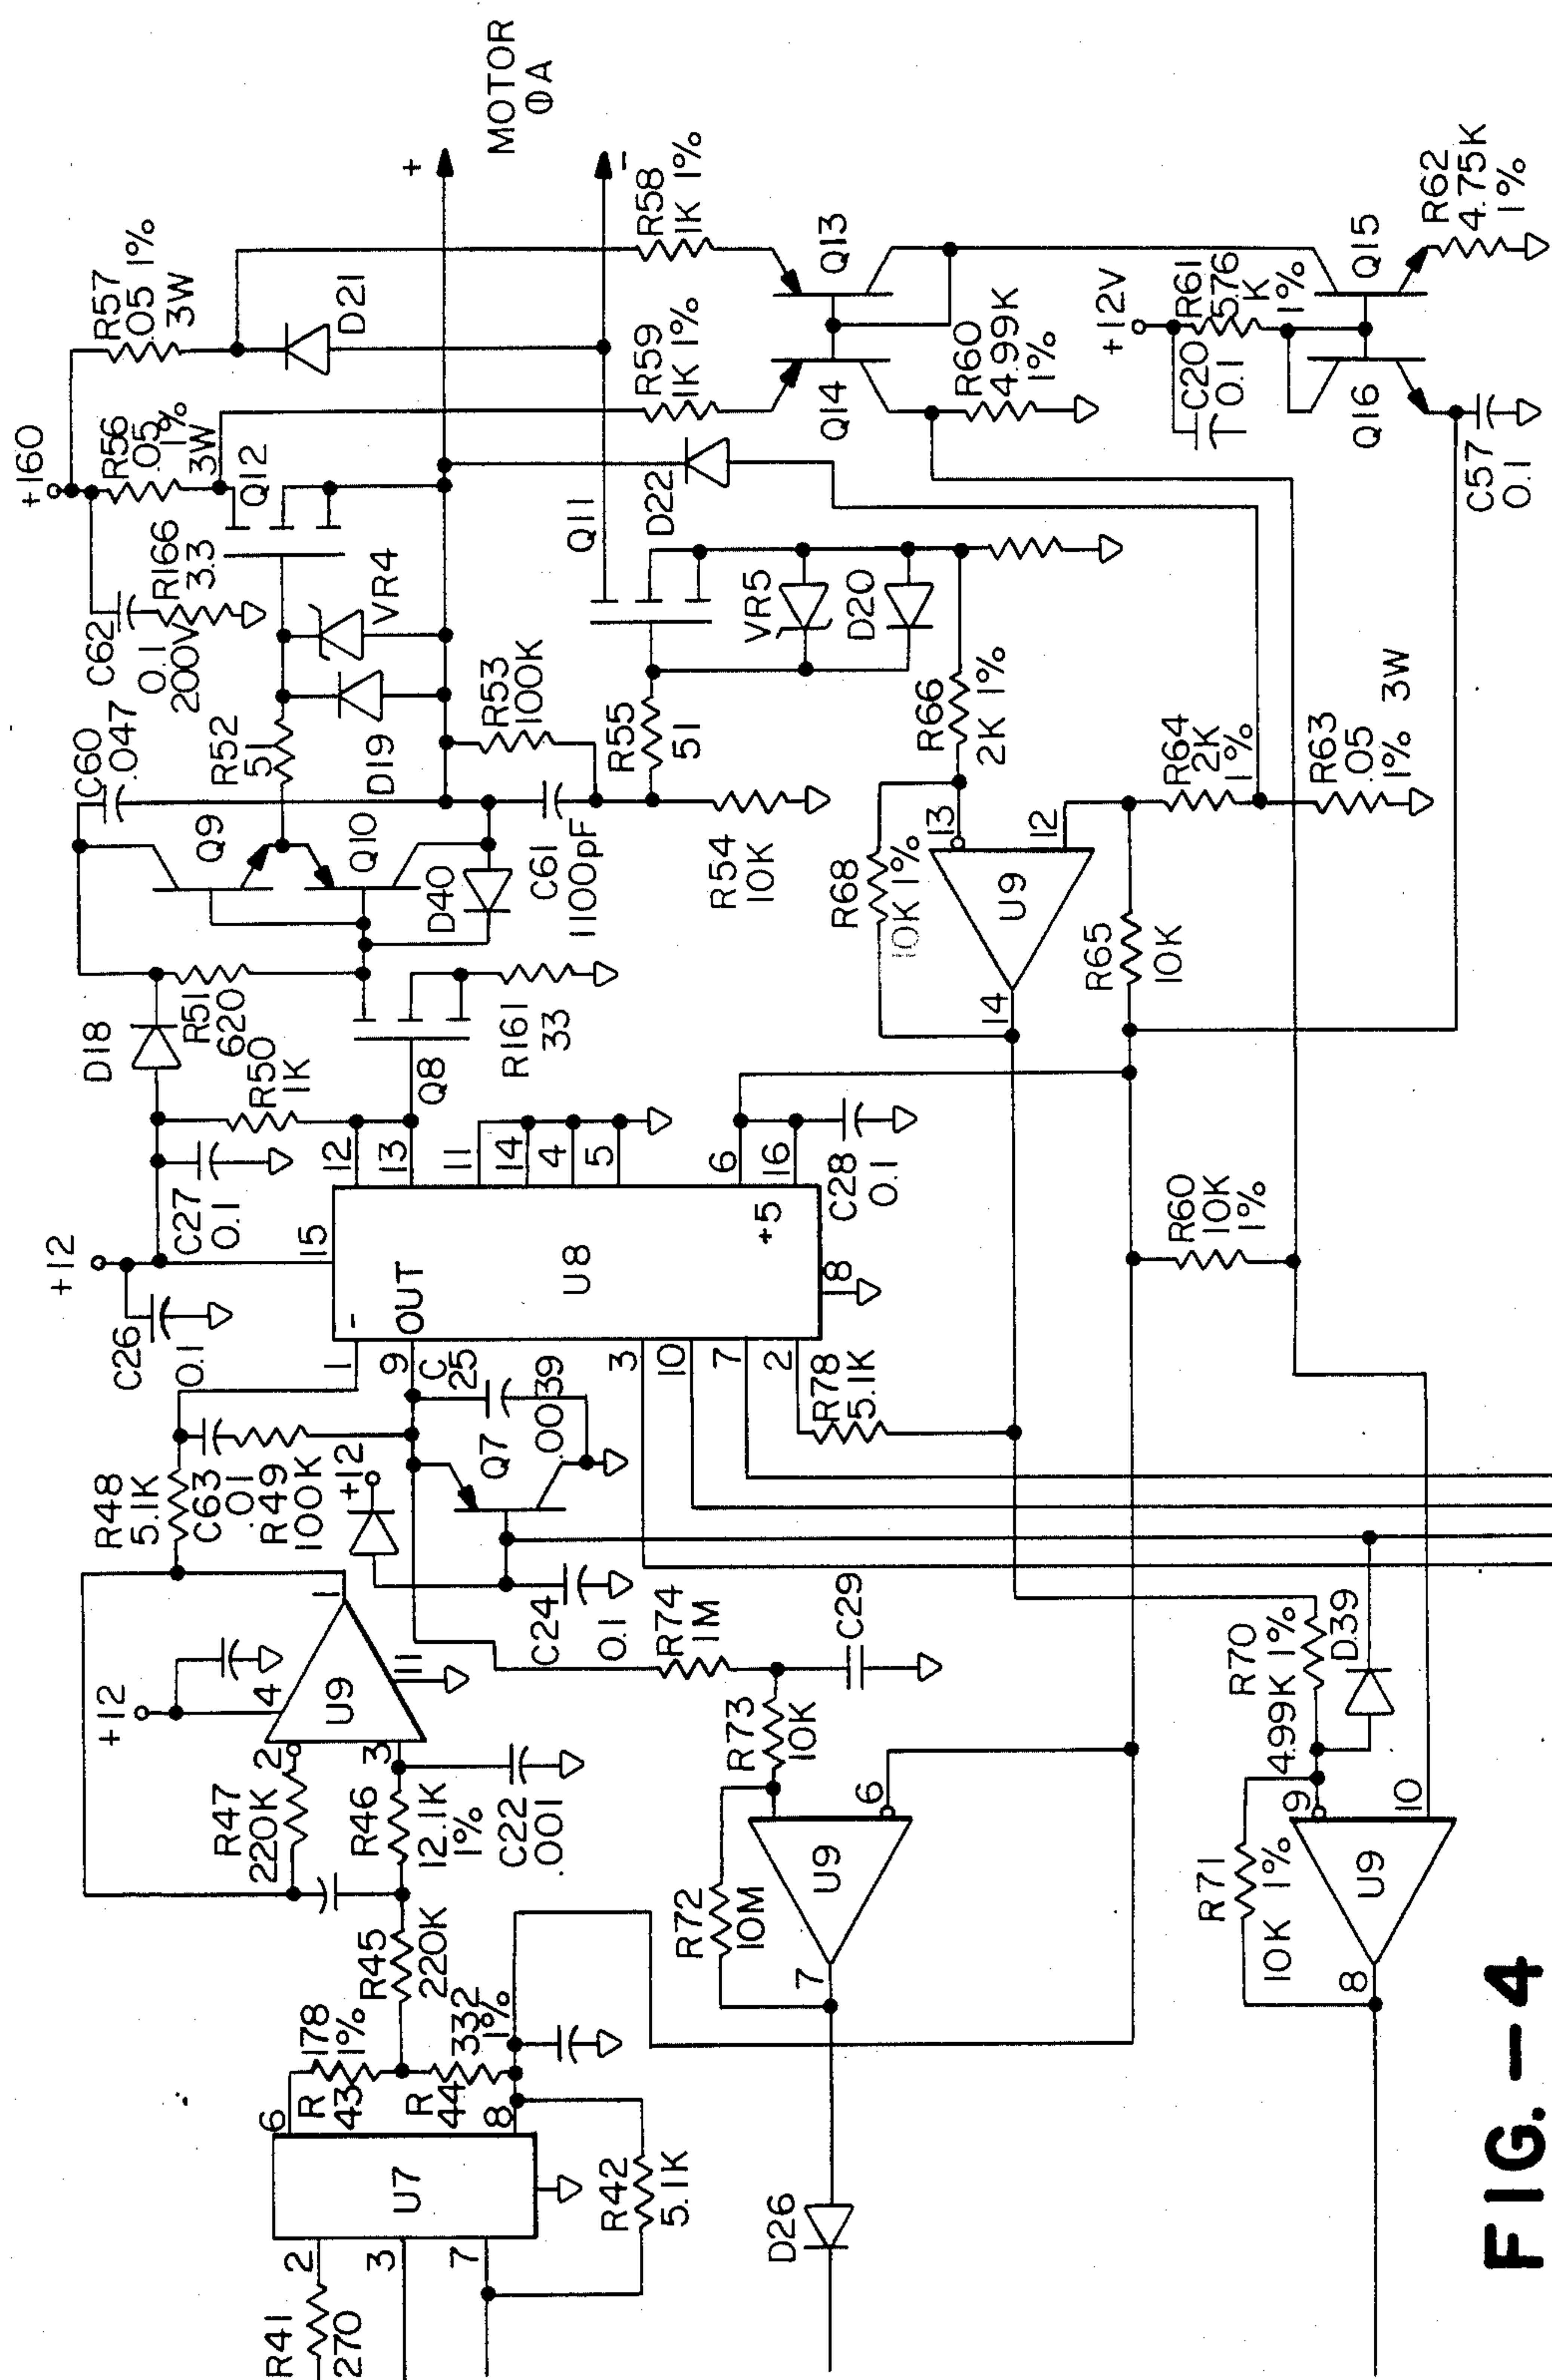 +160
R57
.05 1%
3W
R56
.05
1%
3W
D21
MOTOR
ΦA
+
-
C62
0.1
200V
R166
3.3
Q12
VR4
C60
.047
R52
51
D19
R53
100K
Q11
D22
R59
1K 1%
R58
1K 1%
Q9
Q10
D40
C61
1100pF
R55
51
VR5
D20
Q14
Q13
R54
10K
R60
4.99K
1%
+12V
C20
0.1
R61
5.76
K
1%
Q16
Q15
R62
4.75K
1%
C57
0.1
D18
R51
620
R50
1K
Q8
R161
33
R68
10K 1%
R66
2K 1%
13
12
U9
14
R65
10K
R64
2K
1%
R63
.05
1% 3W
+12
C26
0.1
C27
0.1
15
12
13
11
14
4
5
6
16
+5
U8
-
OUT
1
9
3
10
7
2
8
C28
0.1
R60
10K
1%
R48
5.1K
C63
.01
R49
100K
+12
C
25
.0039
Q7
C24
0.1
R78
5.1K
+12
4
1
11
U9
2
3
R47
220K
R46
12.1K
1%
C22
.001
R74
1M
C29
R73
10K
6
U9
R72
10M
7
R70
4.99K 1%
D39
9
10
U9
R71
10K 1%
8
R45
220K
178
1%
R
43
R
44
332
1%
6
8
U7
R42
5.1K
2
3
7
R41
270
D26
FIG.-4